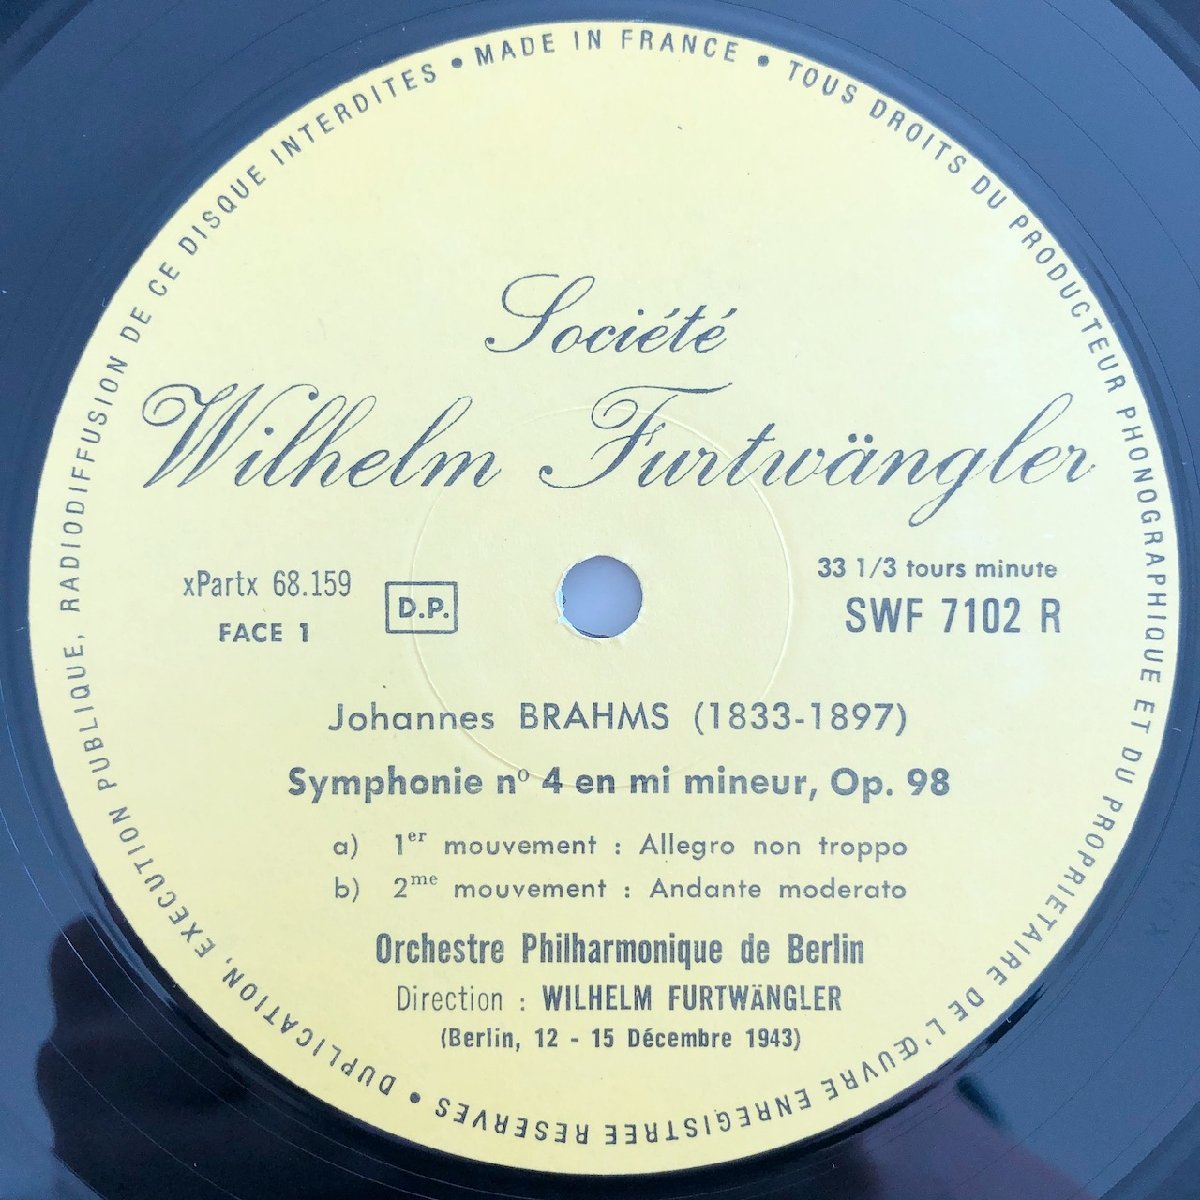 • MADE IN FRANCE • TOUS DROITS DU PRODUCTEUR PHONOGRAPHIQUE ET DU PROPRIETAIRE DE L'ŒUVRE ENREGISTREE RESERVES • DUPLICATION, EXECUTION PUBLIQUE, RADIODIFFUSION DE CE DISQUE INTERDITES
Société
Wilhelm Furtwängler
xPartx 68.159
FACE 1
D.P.
33 1/3 tours minute
SWF 7102 R
Johannes BRAHMS (1833-1897)
Symphonie nº 4 en mi mineur, Op. 98
a) 1er mouvement : Allegro non troppo
b) 2me mouvement : Andante moderato
Orchestre Philharmonique de Berlin
Direction : WILHELM FURTWÄNGLER
(Berlin, 12 - 15 Décembre 1943)